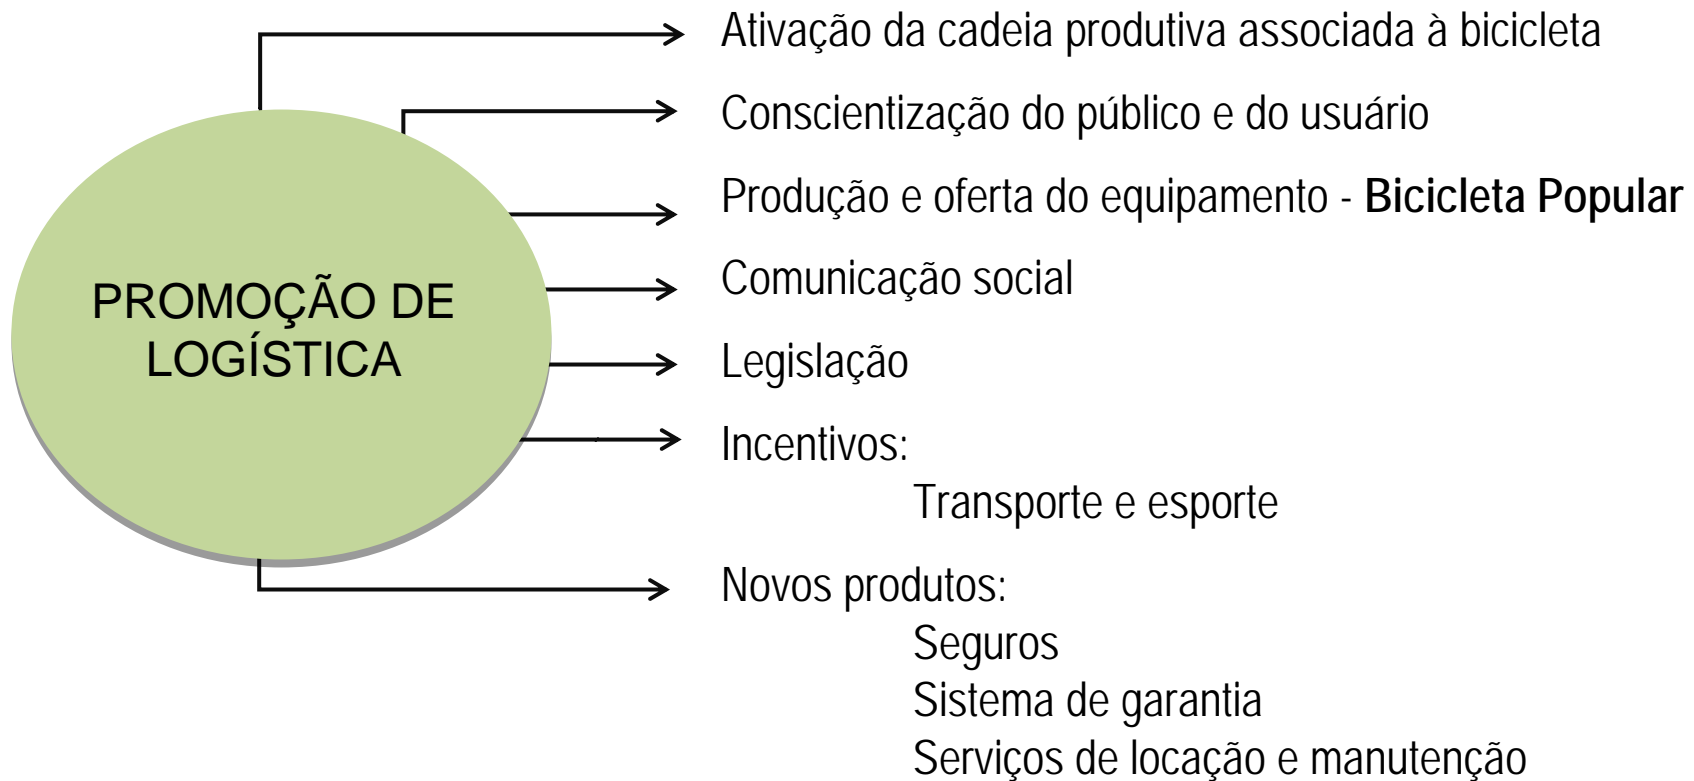 Ativação da cadeia produtiva associada à bicicleta
Conscientização do público e do usuário
Produção e oferta do equipamento - Bicicleta Popular
Comunicação social
PROMOÇÃO DE
LOGÍSTICA
Legislação
Incentivos:
Transporte e esporte
Novos produtos:
Seguros
Sistema de garantia
Serviços de locação e manutenção